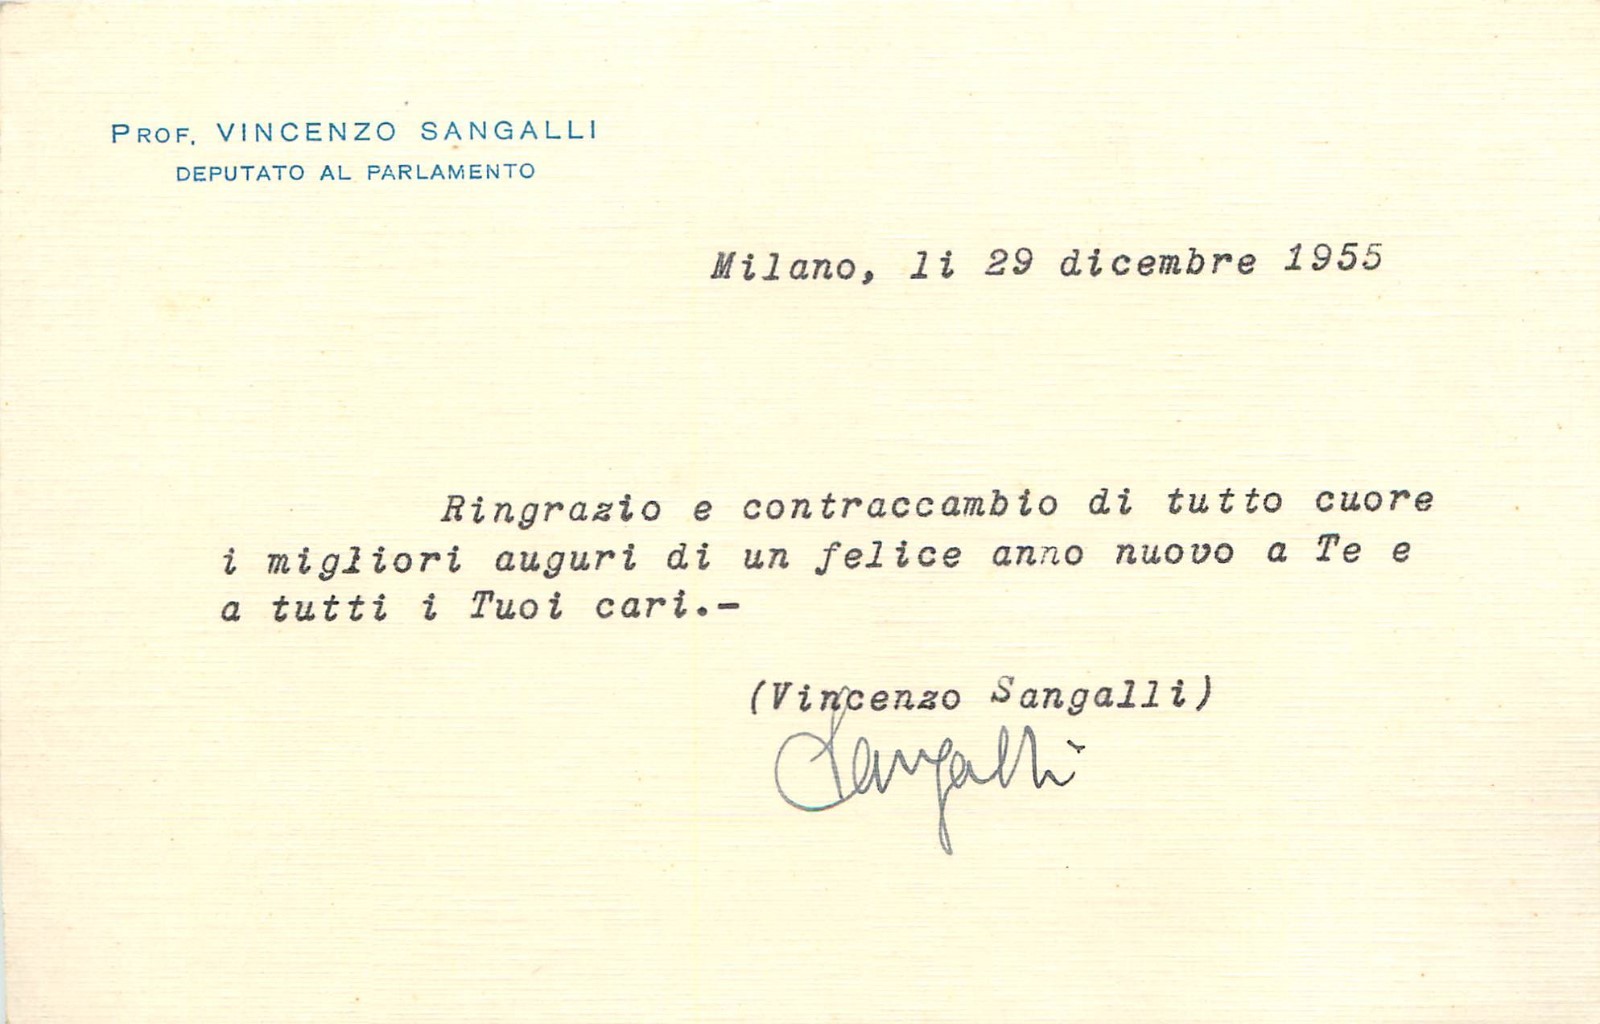 PROF. VINCENZO SANGALLI
DEPUTATO AL PARLAMENTO
Milano, li 29 dicembre 1955
Ringrazio e contraccambio di tutto cuore
i migliori auguri di un felice anno nuovo a Te e
a tutti i Tuoi cari.-
(Vincenzo Sangalli)
Sangalli